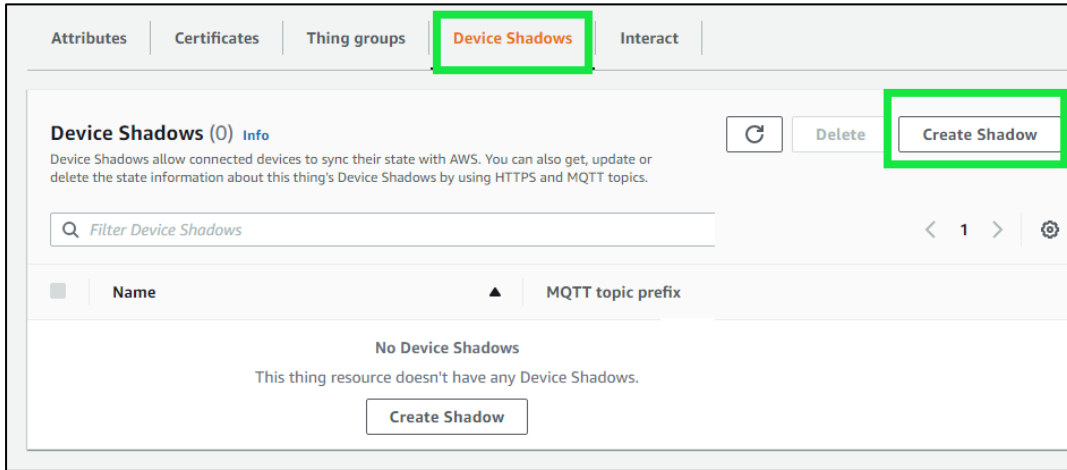 Attributes Certificates Thing groups Device Shadows Interact
Device Shadows (0) Info
Delete Create Shadow
Device Shadows allow connected devices to sync their state with AWS. You can also get, update or
delete the state information about this thing's Device Shadows by using HTTPS and MQTT topics.
Filter Device Shadows
1
Name MQTT topic prefix
No Device Shadows
This thing resource doesn't have any Device Shadows.
Create Shadow